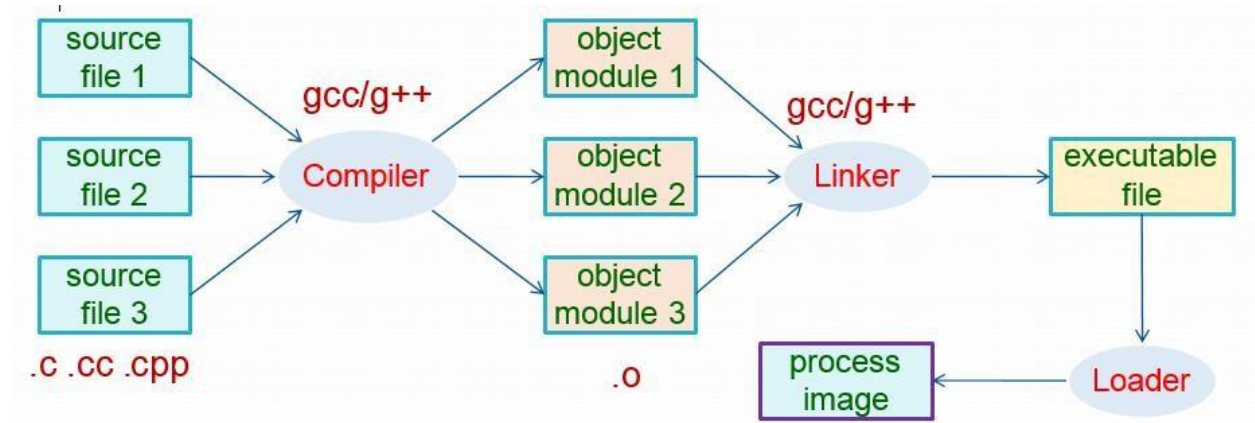 source
file 1
gcc/g++
object
module 1
gcc/g++
source
file 2
Compiler
object
module 2
Linker
executable
file
source
file 3
object
module 3
.c .cc .cpp
.o
process
image
Loader